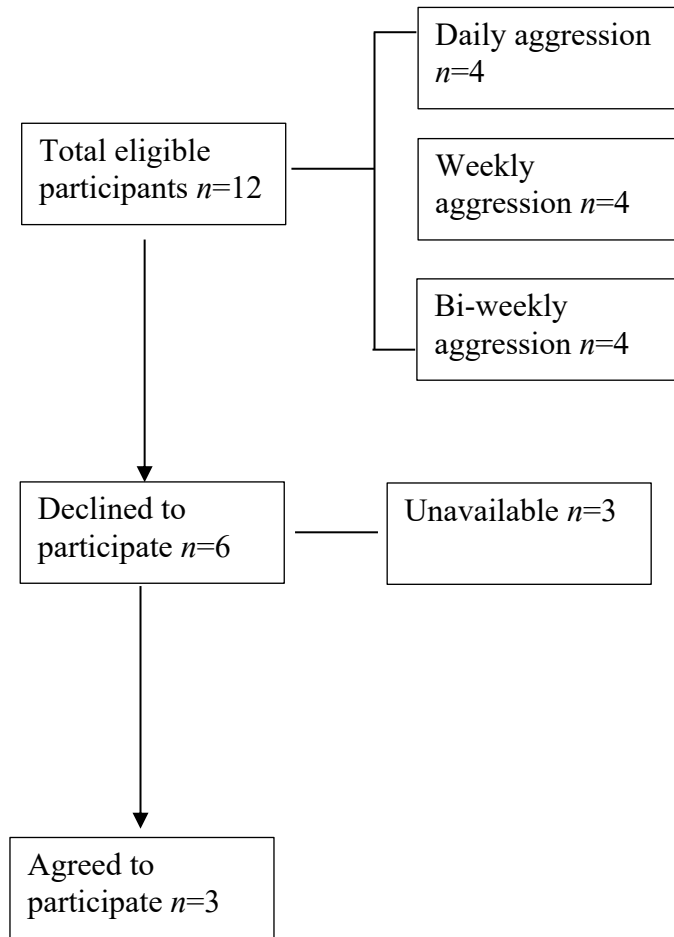 Daily aggression
n=4
Total eligible
participants n=12
Weekly
aggression n=4
Bi-weekly
aggression n=4
Declined to
participate n=6
Unavailable n=3
Agreed to
participate n=3